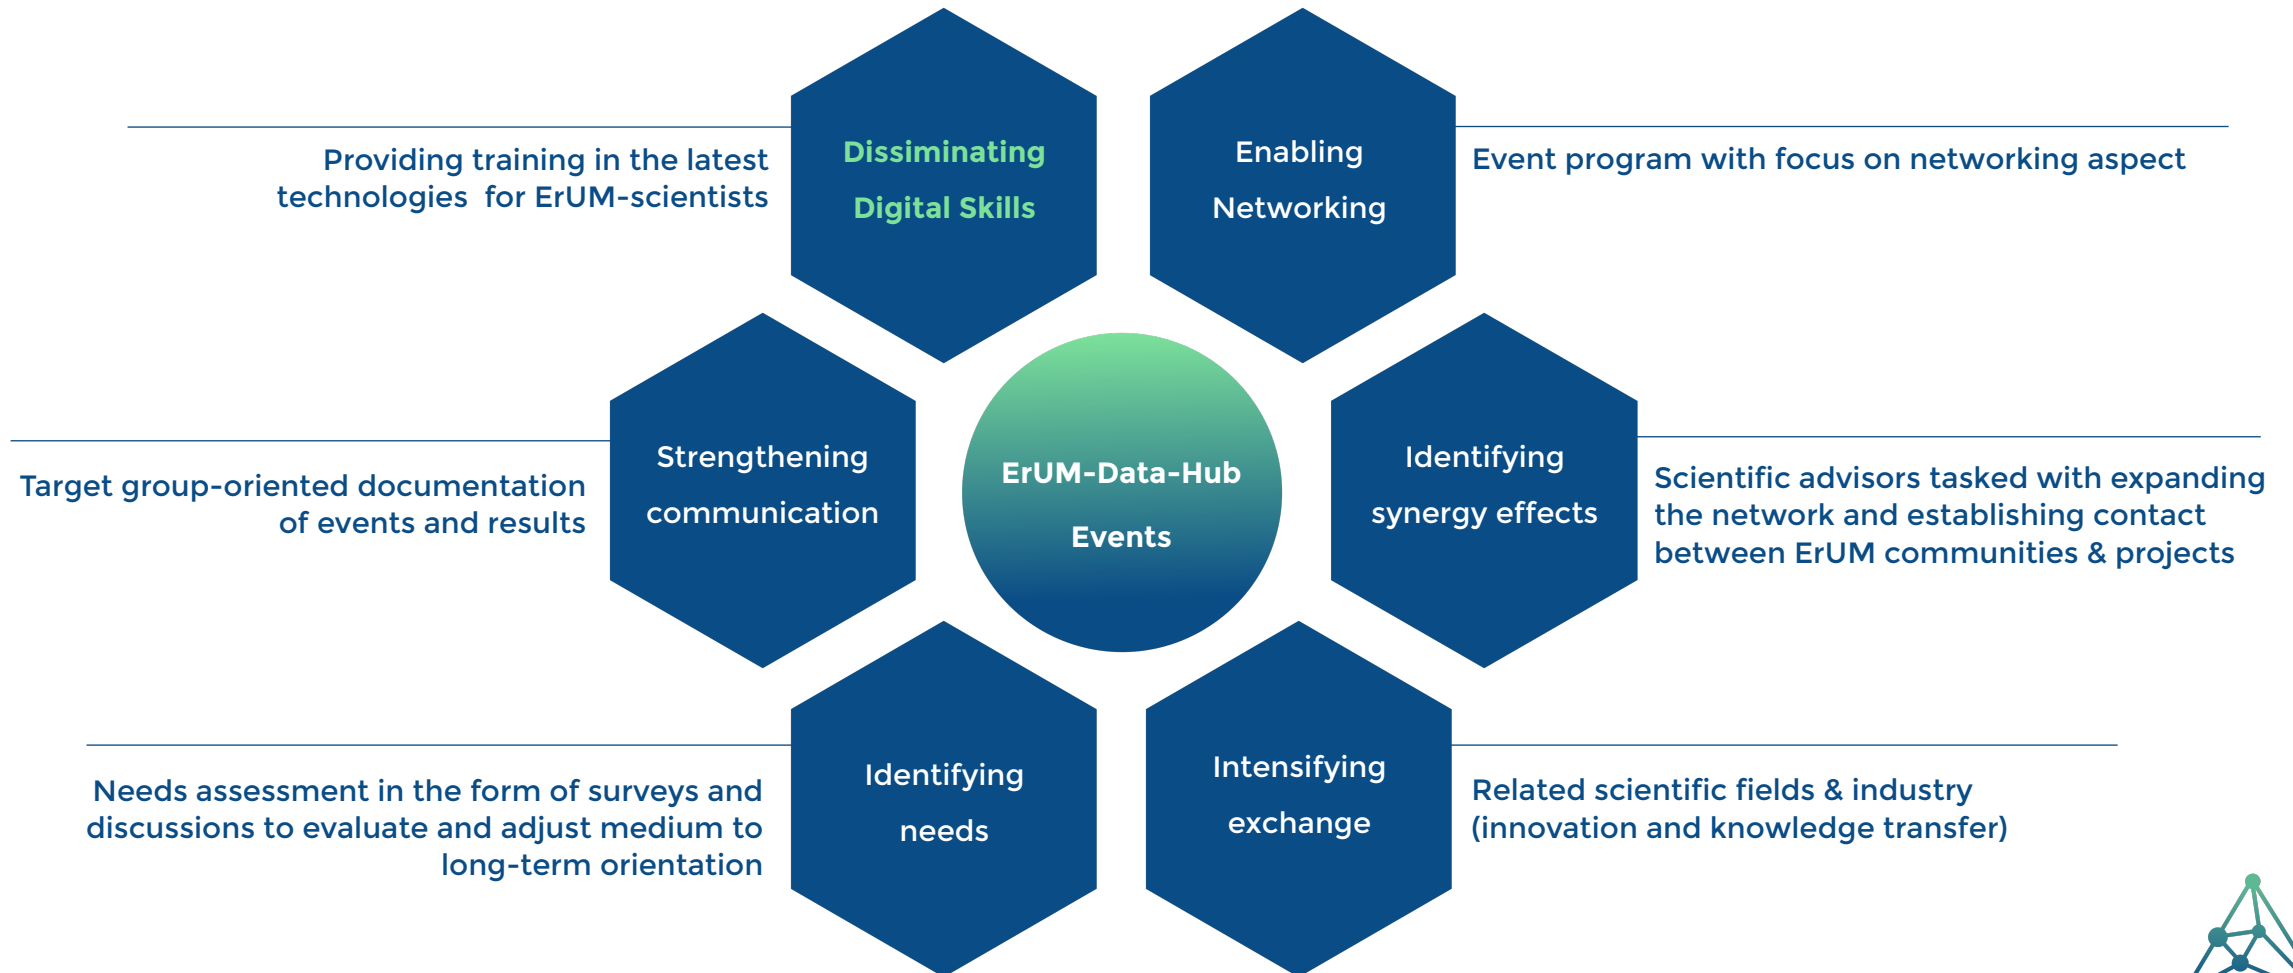 Dissiminating
Digital Skills
Providing training in the latest
technologies  for ErUM-scientists
Enabling
Networking
Event program with focus on networking aspect
Strengthening
communication
Target group-oriented documentation
of events and results
ErUM-Data-Hub
Events
Identifying
synergy effects
Scientific advisors tasked with expanding
the network and establishing contact
between ErUM communities & projects
Identifying
needs
Needs assessment in the form of surveys and
discussions to evaluate and adjust medium to
long-term orientation
Intensifying
exchange
Related scientific fields & industry
(innovation and knowledge transfer)